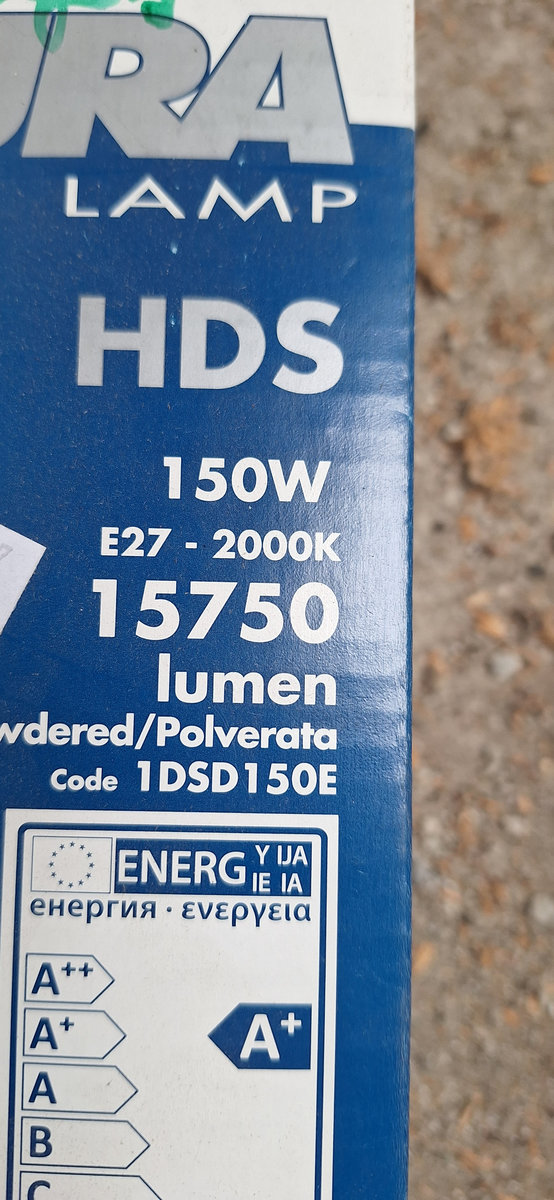 LAMP
HDS
150W
E27 - 2000K
15750
lumen
wdered/Polverata
Code 1DSD150E
ENERG Y IJA
IE IA
енергия · ενεργεια
A++
A+
A+
A
B
C